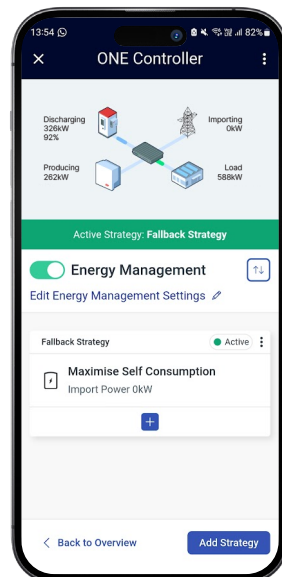 13:54 82%
ONE Controller
Discharging
326kW
92%
Importing
0kW
Producing
262kW
Load
588kW
Active Strategy: Fallback Strategy
Energy Management
Edit Energy Management Settings
Fallback Strategy Active
Maximise Self Consumption
Import Power 0kW
Back to Overview Add Strategy